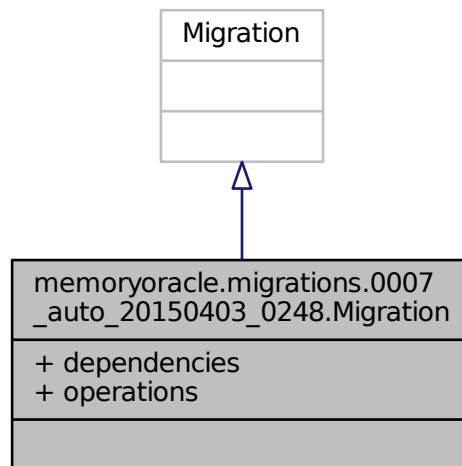 Migration
memoryoracle.migrations.0007
_auto_20150403_0248.Migration
+ dependencies
+ operations